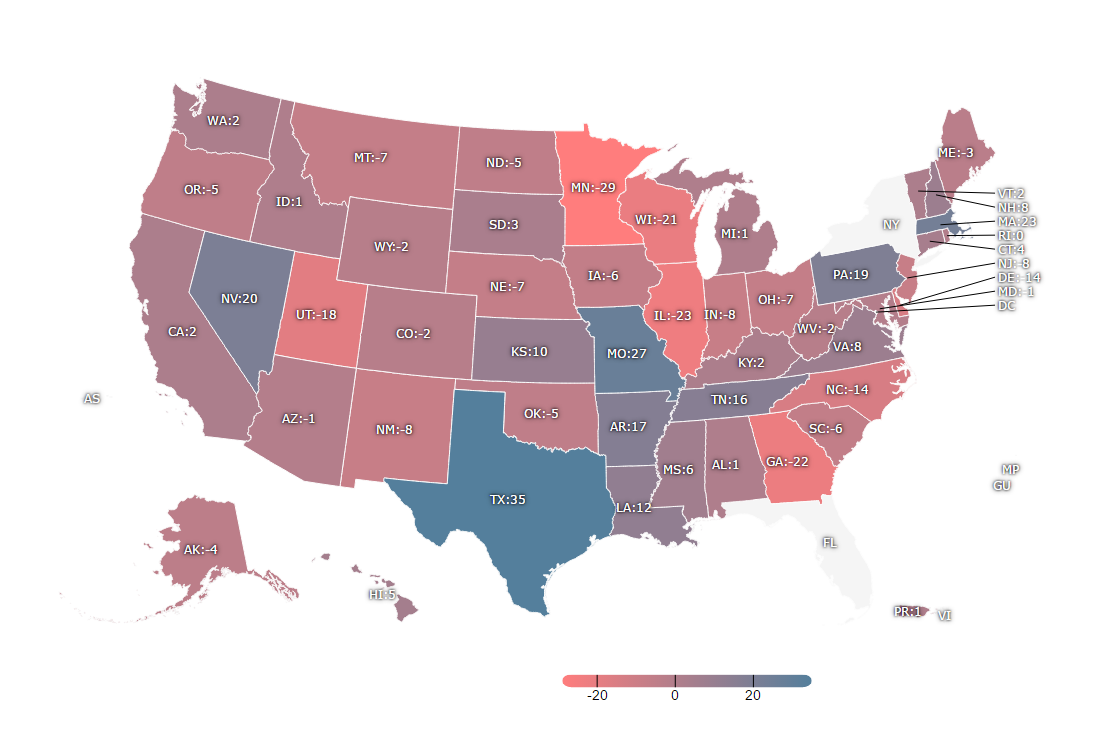 WA:2
MT:-7
ND:-5
MN:-29
ME:-3
OR:-5
ID:1
SD:3
WI:-21
MI:1
NY
VT:2
NH:8
MA:23
RI:0
CT:4
NJ:-8
DE:-14
MD:-1
DC
WY:-2
NV:20
UT:-18
CO:-2
NE:-7
IA:-6
IL:-23
IN:-8
OH:-7
PA:19
WV:-2
VA:8
CA:2
KS:10
MO:27
KY:2
AS
AZ:-1
NM:-8
OK:-5
AR:17
TN:16
NC:-14
SC:-6
MS:6
AL:1
GA:-22
MP
GU
TX:35
LA:12
FL
AK:-4
HI:5
PR:1
VI
-20
0
20